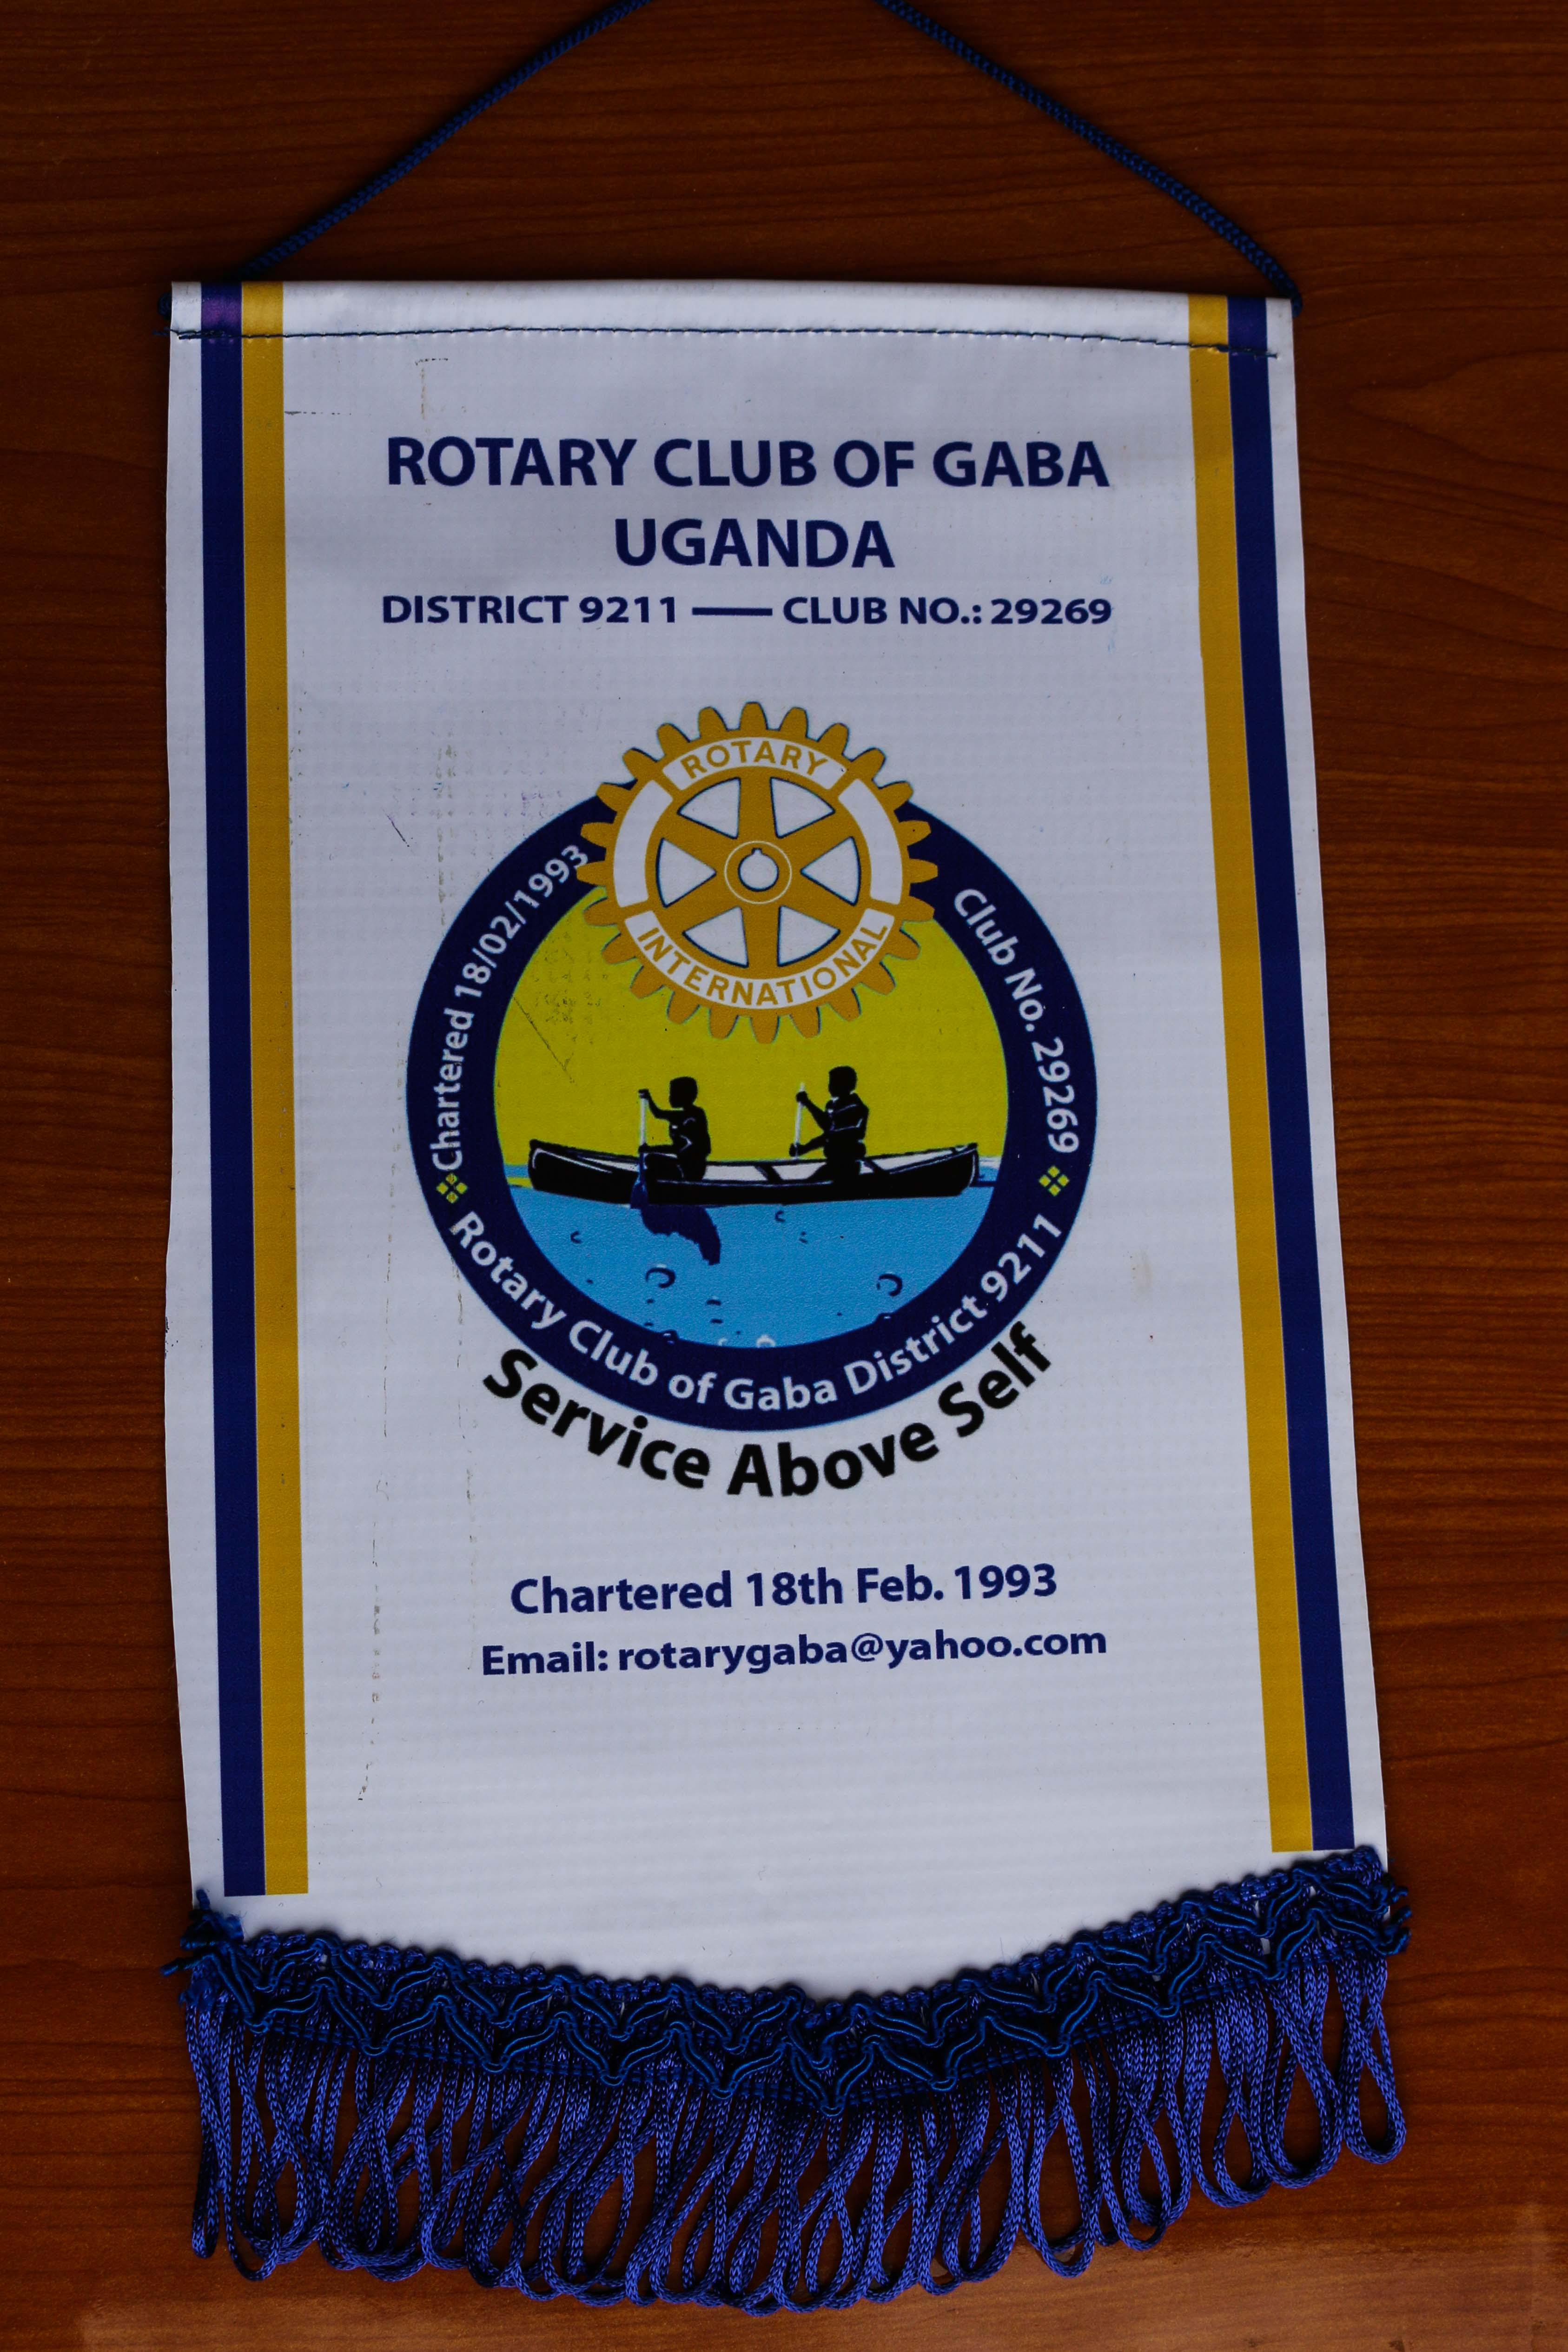 ROTARY CLUB OF GABA
UGANDA
DISTRICT 9211 —— CLUB NO.: 29269
ROTARY
INTERNATIONAL
Chartered 18/02/1993
Club No. 29269
Rotary Club of Gaba District 9211
Service Above Self
Chartered 18th Feb. 1993
Email: rotarygaba@yahoo.com